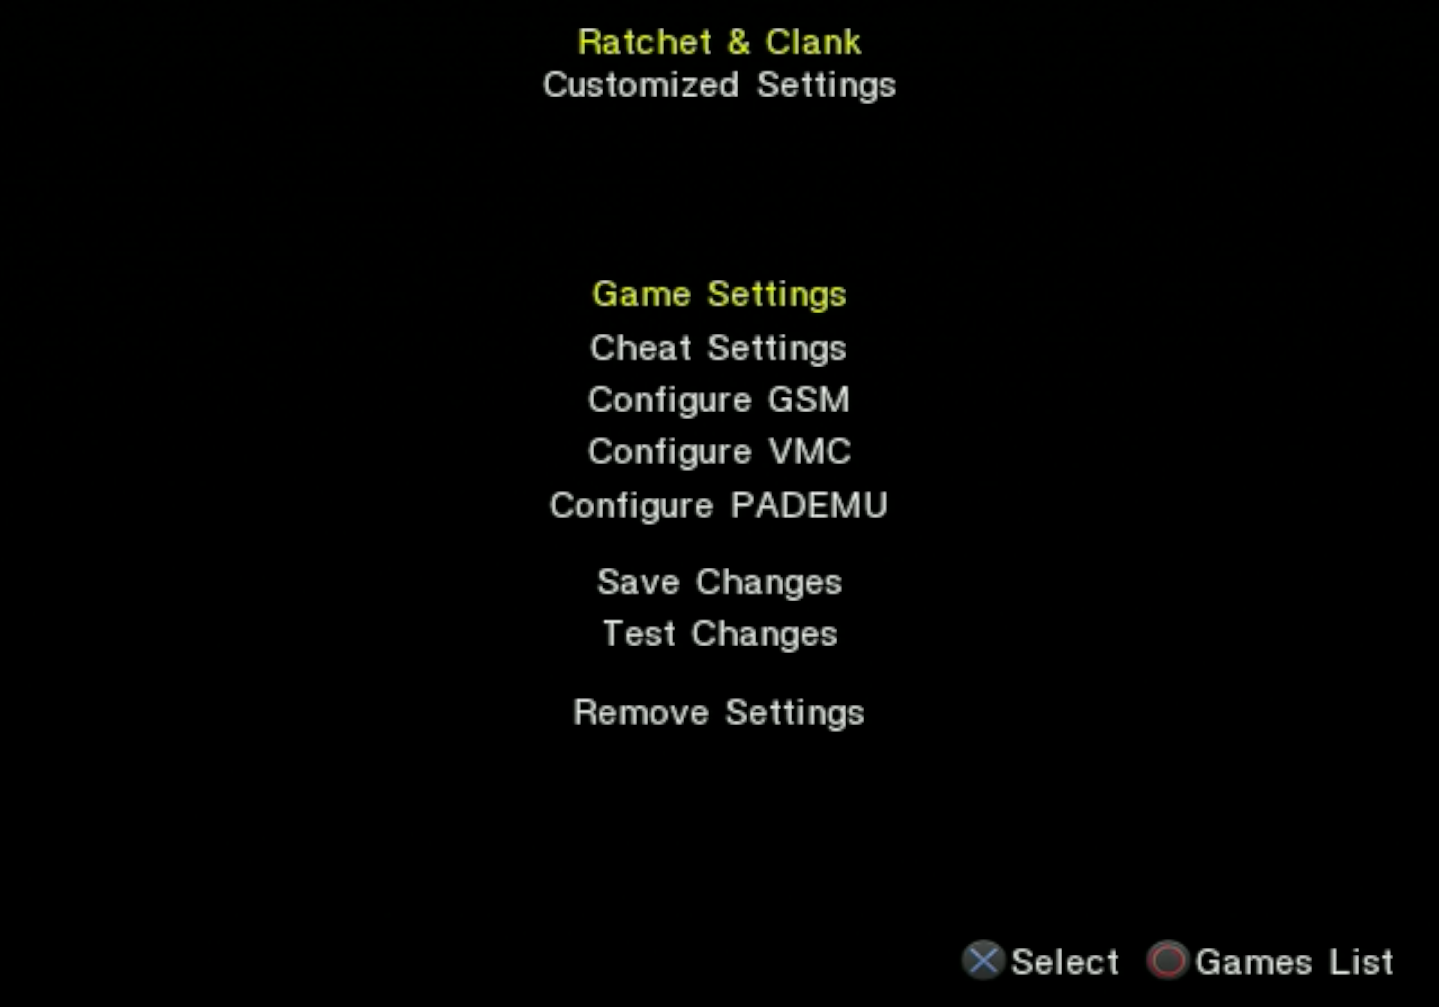 Ratchet & Clank
Customized Settings
Game Settings
Cheat Settings
Configure GSM
Configure VMC
Configure PADEMU
Save Changes
Test Changes
Remove Settings
Select Games List